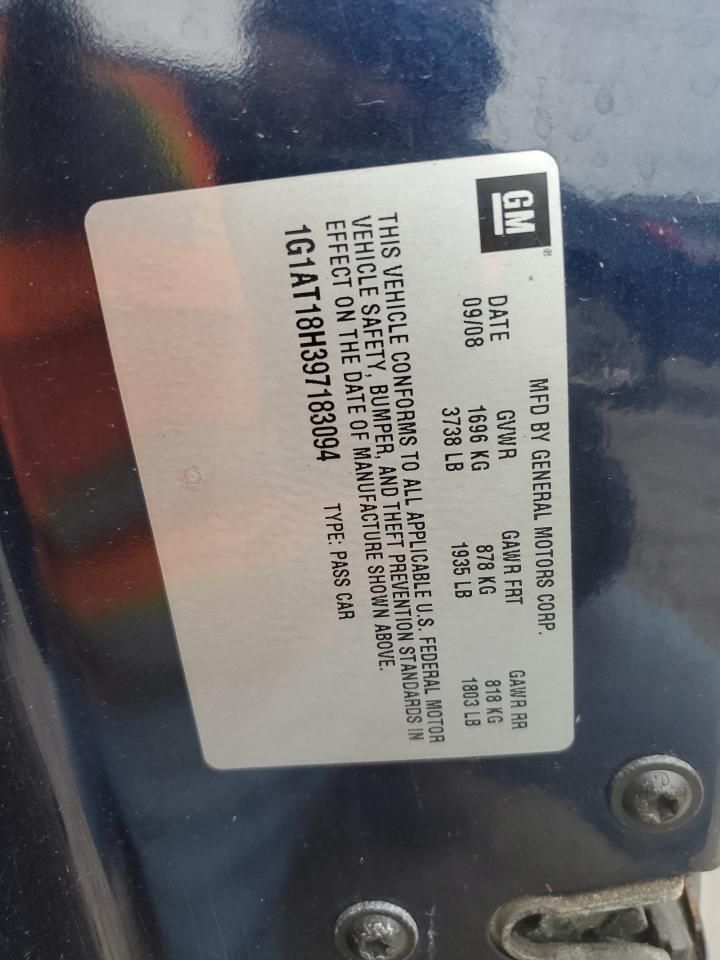 GM®
MFD BY GENERAL MOTORS CORP.
DATE GVWR GAWR FRT GAWR RR
09/08 1696 KG 878 KG 818 KG
3738 LB 1935 LB 1803 LB
THIS VEHICLE CONFORMS TO ALL APPLICABLE U.S. FEDERAL MOTOR
VEHICLE SAFETY, BUMPER, AND THEFT PREVENTION STANDARDS IN
EFFECT ON THE DATE OF MANUFACTURE SHOWN ABOVE.
1G1AT18H397183094 TYPE: PASS CAR